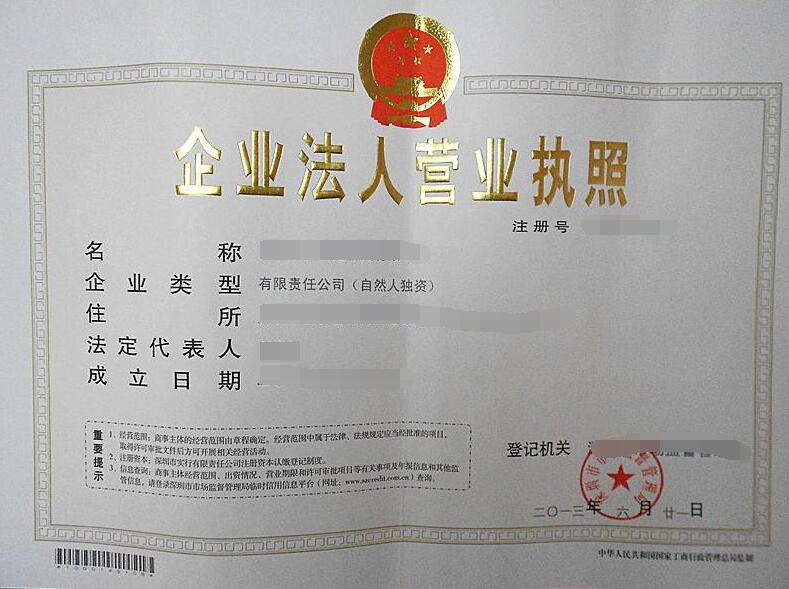 企业法人营业执照
注册号
名称
企业类型 有限责任公司（自然人独资）
住所
法定代表人
成立日期
重要提示
1、经营范围：商事主体的经营范围由章程确定。经营范围中属于法律、法规规定应当经批准的项目，
取得许可审批文件后方可开展相关经营活动。
2、注册资本：深圳市实行有限责任公司注册资本认缴登记制度。
3、信息查询：商事主体经营范围、出资情况、营业期限和许可审批项目等有关事项及年报信息和其他监
管信息，请登录深圳市市场监督管理局临时信用信息平台（网址：www.szcredit.com.cn）查询。
登记机关
二〇一三年六月廿一日
中华人民共和国国家工商行政管理总局监制